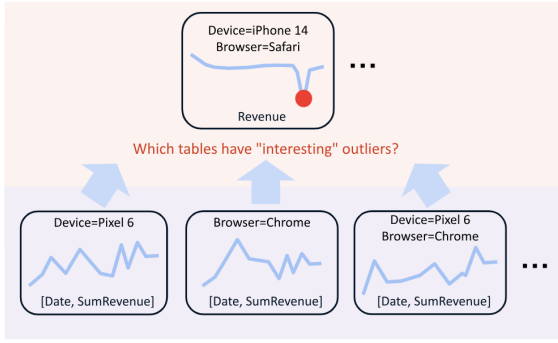 Device=iPhone 14
Browser=Safari
...
Revenue
Which tables have "interesting" outliers?
Device=Pixel 6
[Date, SumRevenue]
Browser=Chrome
[Date, SumRevenue]
Device=Pixel 6
Browser=Chrome
[Date, SumRevenue]
...